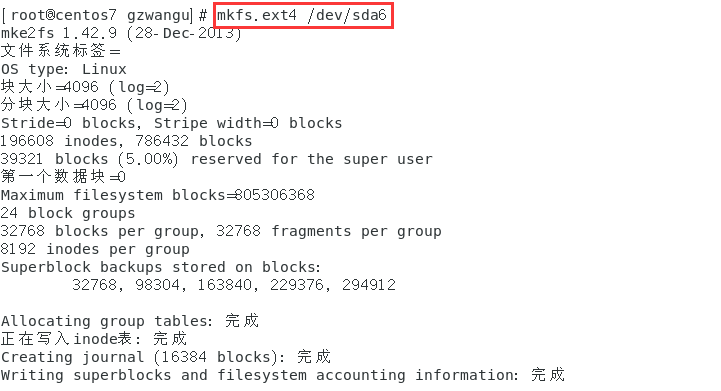 [root@centos7 gzwangu]# mkfs.ext4 /dev/sda6
mke2fs 1.42.9 (28-Dec-2013)
文件系统标签=
OS type: Linux
块大小=4096 (log=2)
分块大小=4096 (log=2)
Stride=0 blocks, Stripe width=0 blocks
196608 inodes, 786432 blocks
39321 blocks (5.00%) reserved for the super user
第一个数据块=0
Maximum filesystem blocks=805306368
24 block groups
32768 blocks per group, 32768 fragments per group
8192 inodes per group
Superblock backups stored on blocks:
32768, 98304, 163840, 229376, 294912
Allocating group tables: 完成
正在写入inode表: 完成
Creating journal (16384 blocks): 完成
Writing superblocks and filesystem accounting information: 完成